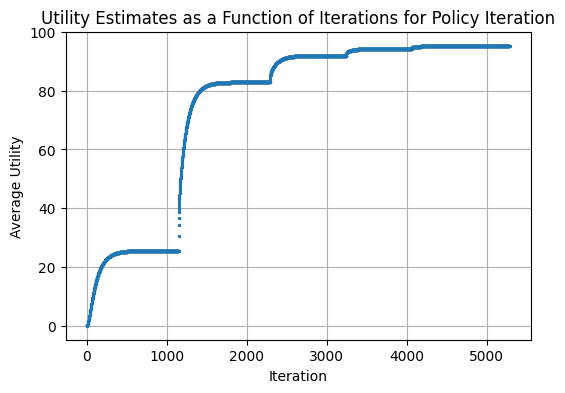 Utility Estimates as a Function of Iterations for Policy Iteration
100
80
60
40
20
0
Average Utility
0 1000 2000 3000 4000 5000
Iteration